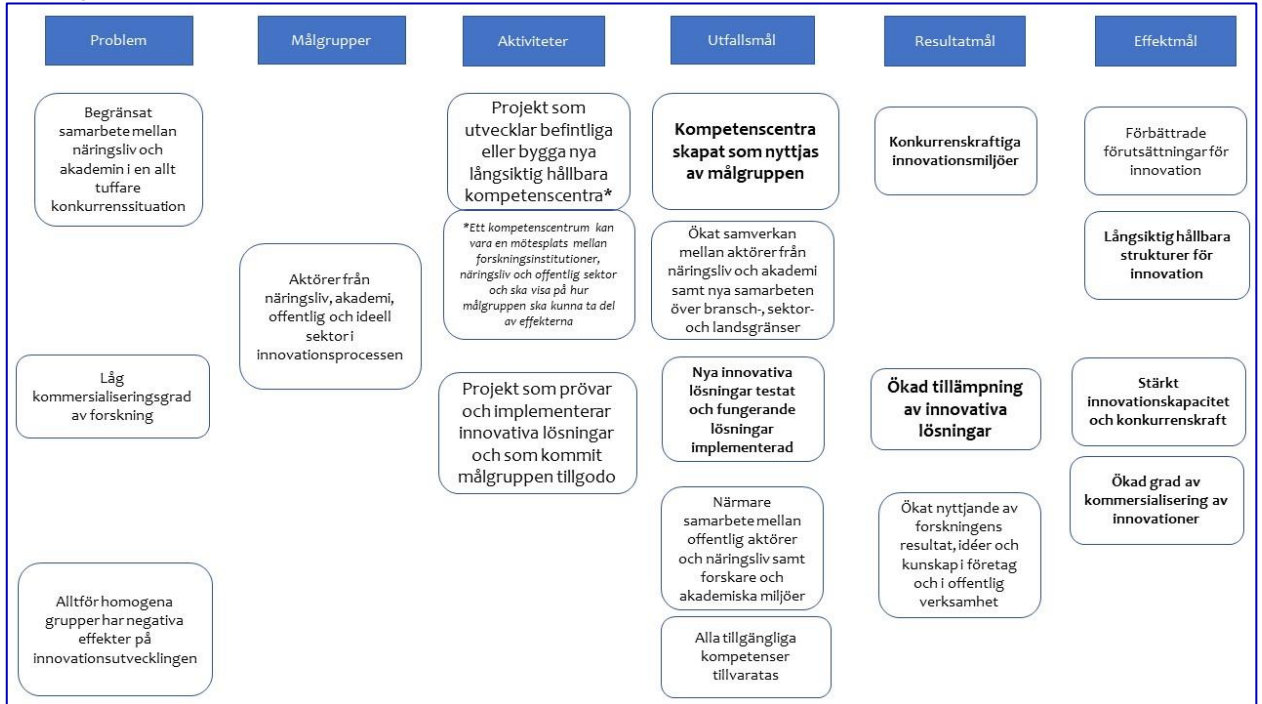 Problem
Målgrupper
Aktiviteter
Utfallsmål
Resultatmål
Effektmål
Begränsat
samarbete mellan
näringsliv och
akademin i en allt
tuffare
konkurrenssituation
Låg
kommersialiseringsgrad
av forskning
Alltför homogena
grupper har negativa
effekter på
innovationsutvecklingen
Aktörer från
näringsliv, akademi,
offentlig och ideell
sektor i
innovationsprocessen
Projekt som
utvecklar befintliga
eller bygga nya
långsiktig hållbara
kompetenscentra*
*Ett kompetenscentrum kan
vara en mötesplats mellan
forskningsinstitutioner,
näringsliv och offentlig sektor
och ska visa på hur
målgruppen ska kunna ta del
av effekterna
Projekt som prövar
och implementerar
innovativa lösningar
och som kommit
målgruppen tillgodo
Kompetenscentra
skapat som nyttjas
av målgruppen
Ökat samverkan
mellan aktörer från
näringsliv och akademi
samt nya samarbeten
över bransch-, sektor-
och landsgränser
Nya innovativa
lösningar testat
och fungerande
lösningar
implementerad
Närmare
samarbete mellan
offentlig aktörer
och näringsliv samt
forskare och
akademiska miljöer
Alla tillgängliga
kompetenser
tillvaratas
Konkurrenskraftiga
innovationsmiljöer
Ökad tillämpning
av innovativa
lösningar
Ökat nyttjande av
forskningens
resultat, idéer och
kunskap i företag
och i offentlig
verksamhet
Förbättrade
förutsättningar för
innovation
Långsiktig hållbara
strukturer för
innovation
Stärkt
innovationskapacitet
och konkurrenskraft
Ökad grad av
kommersialisering av
innovationer